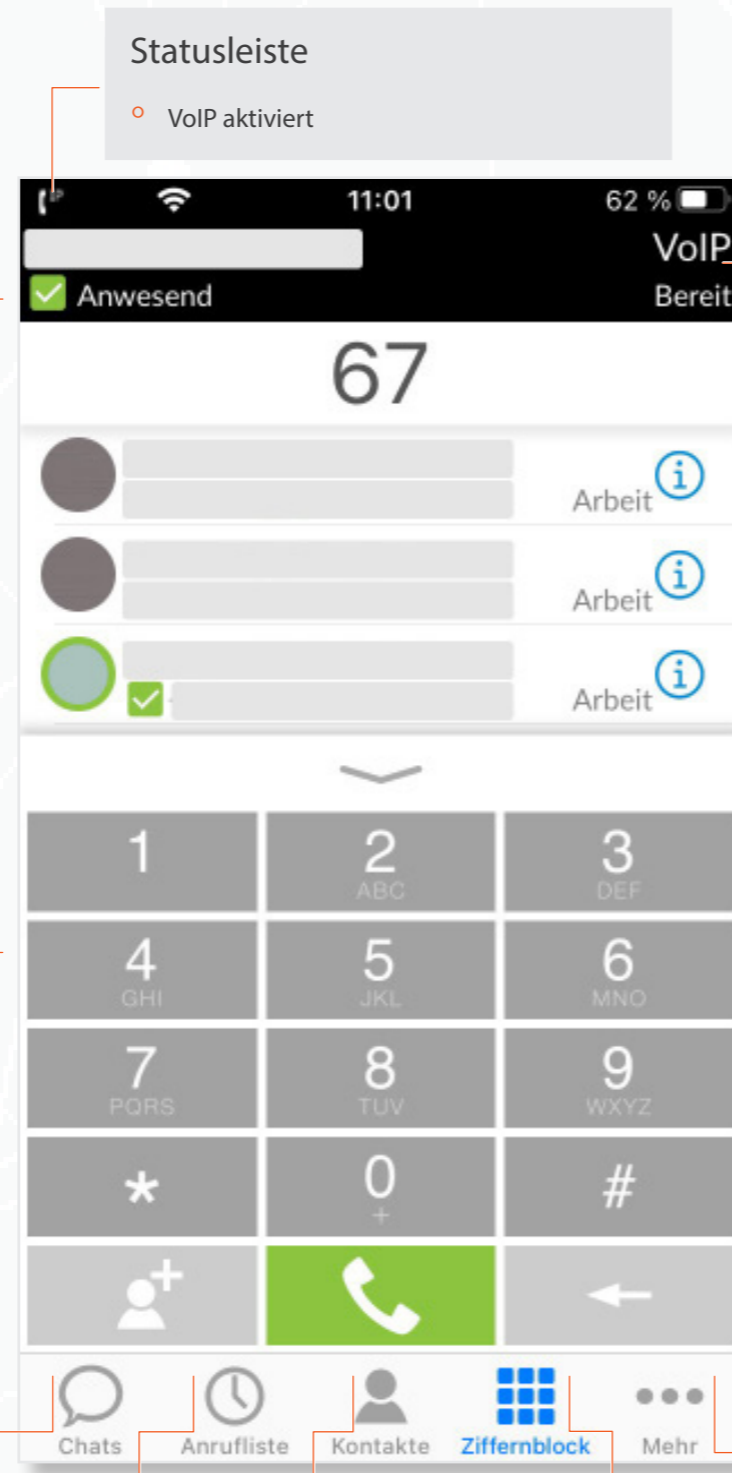 Statusleiste
VoIP aktiviert
IP 11:01 62 %
VoIP
Anwesend Bereit
67
Arbeit
Arbeit
Arbeit
1 2 3
ABC DEF
4 5 6
GHI JKL MNO
7 8 9
PQRS TUV WXYZ
* 0 #
+
Chats Anrufliste Kontakte Ziffernblock Mehr